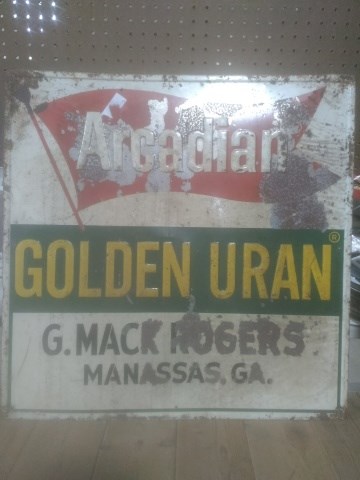 Arcadian
GOLDEN URAN®
G. MACK ROGERS
MANASSAS, GA.